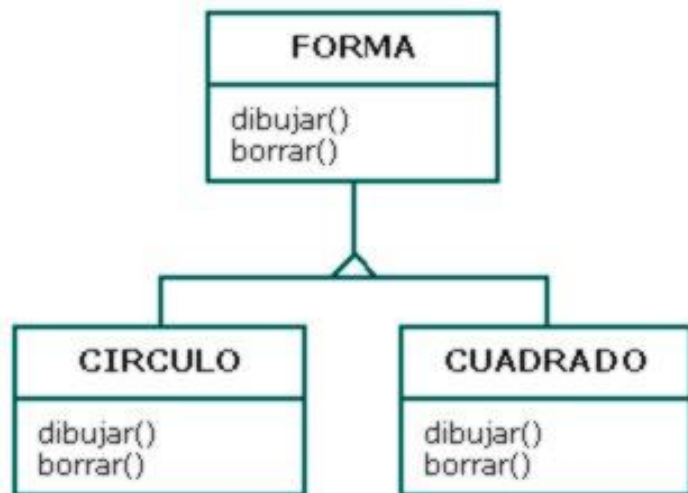 FORMA
dibujar()
borrar()
CIRCULO
dibujar()
borrar()
CUADRADO
dibujar()
borrar()